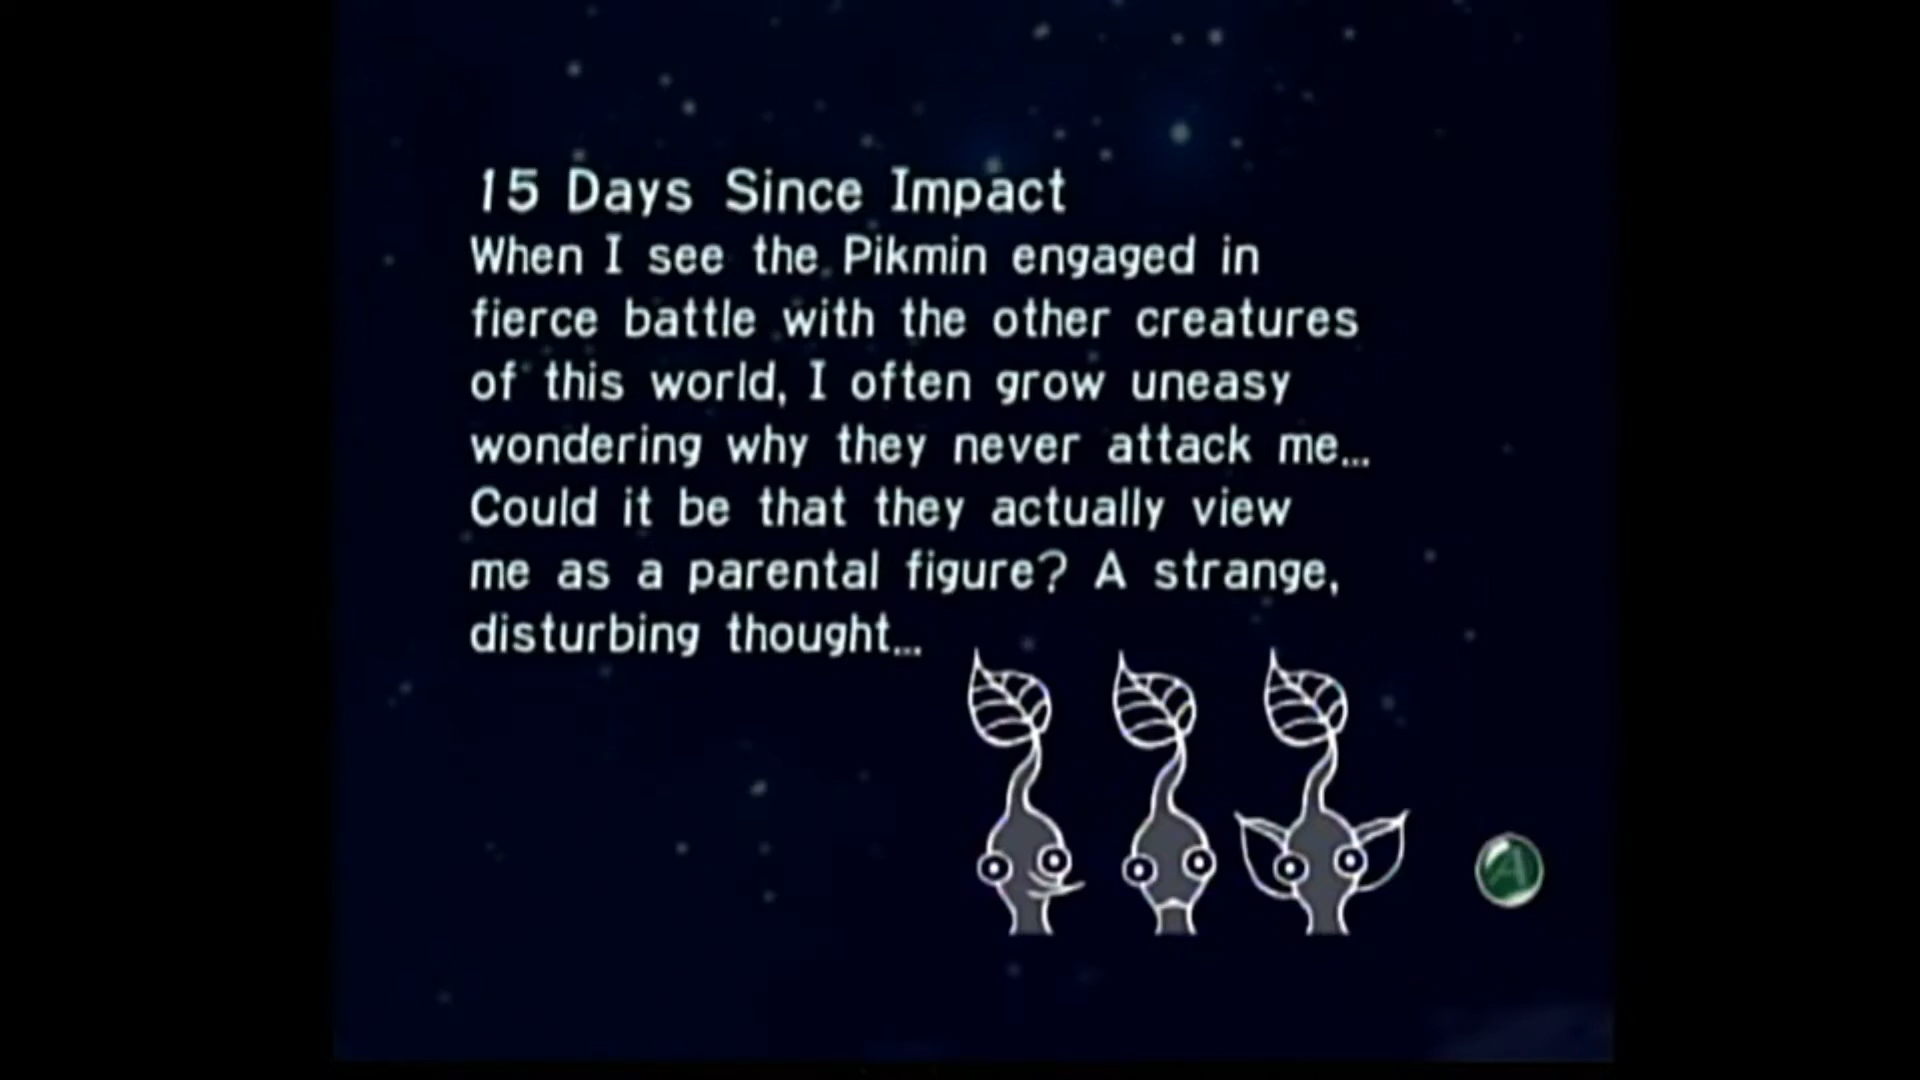 15 Days Since Impact
When I see the Pikmin engaged in
fierce battle with the other creatures
of this world, I often grow uneasy
wondering why they never attack me...
Could it be that they actually view
me as a parental figure? A strange,
disturbing thought...
A